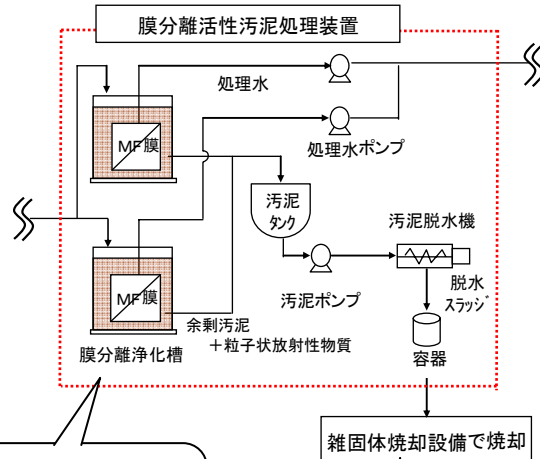 膜分離活性汚泥処理装置
処理水
MF膜
処理水ポンプ
汚泥
タンク
汚泥脱水機
汚泥ポンプ
脱水
スラッジ
MF膜
余剰汚泥
+粒子状放射性物質
膜分離浄化槽
容器
雑固体焼却設備で焼却